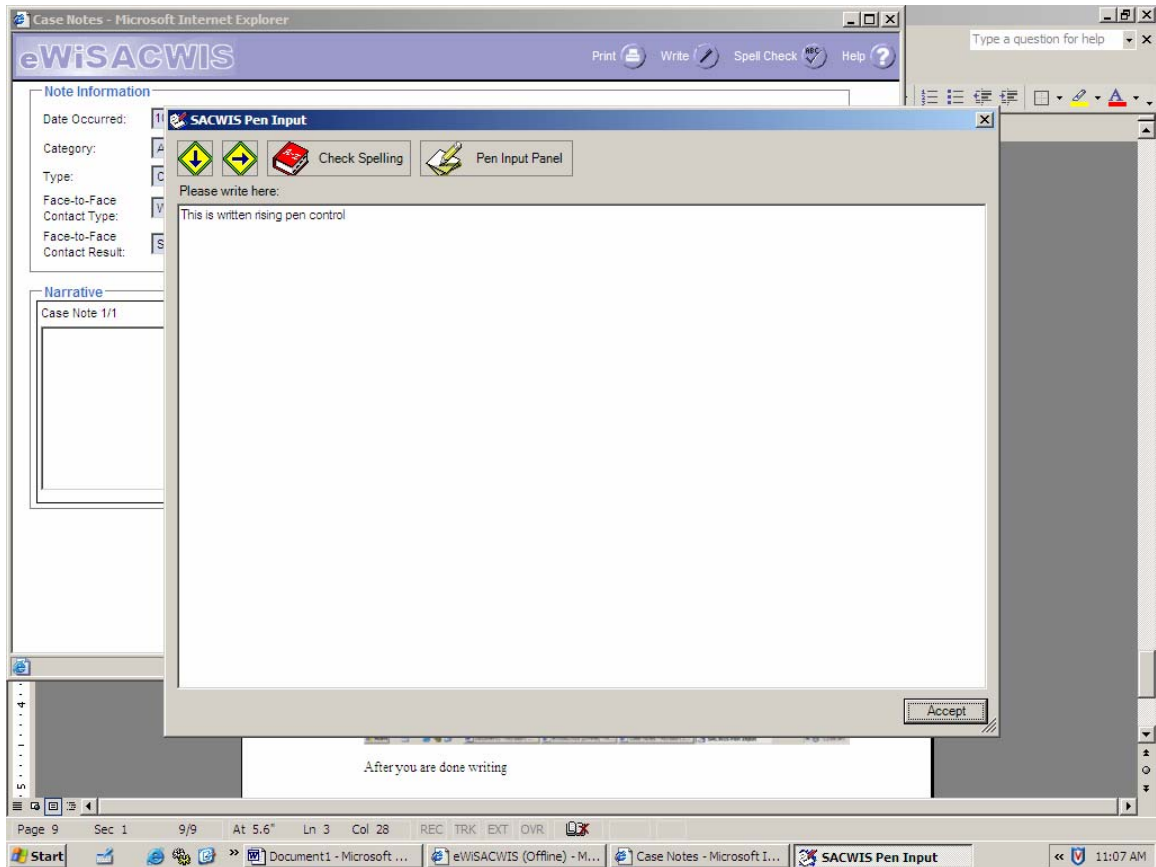 Case Notes - Microsoft Internet Explorer
Type a question for help
eWiSACWIS
Print Write Spell Check ABC Help ?
Note Information
Date Occurred:
SACWIS Pen Input
Category:
A-Z Check Spelling Pen Input Panel
Type:
Please write here:
Face-to-Face
Contact Type:
This is written rising pen control
Face-to-Face
Contact Result:
Narrative
Case Note 1/1
Accept
After you are done writing
Page 9 Sec 1 9/9 At 5.6" Ln 3 Col 28 REC TRK EXT OVR
Start Document1 - Microsoft ... eWiSACWIS (Offline) - M... Case Notes - Microsoft I... SACWIS Pen Input 11:07 AM